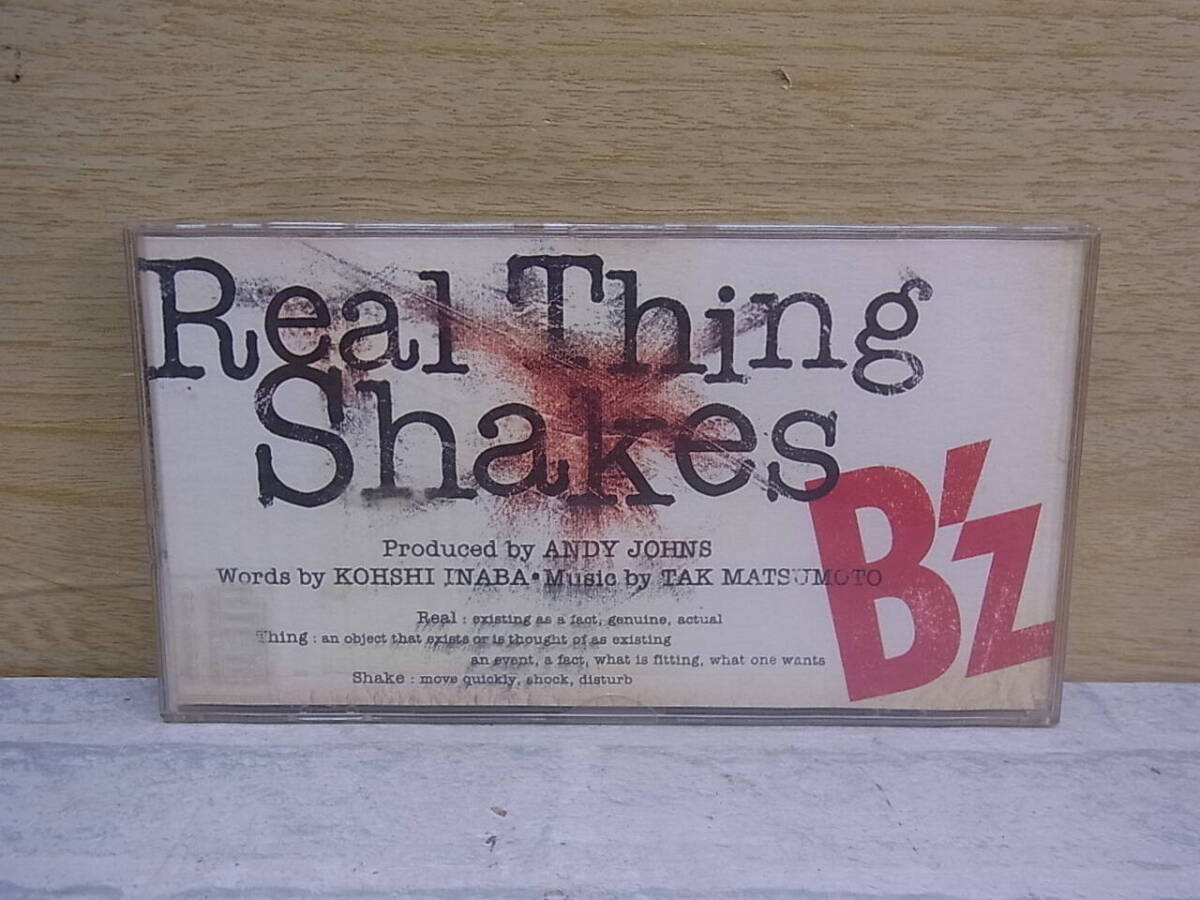 Real Thing
Shakes
B'z
Produced by ANDY JOHNS
Words by KOHSHI INABA • Music by TAK MATSUMOTO
Real : existing as a fact, genuine, actual
Thing : an object that exists or is thought of as existing
an event, a fact, what is fitting, what one wants
Shake : move quickly, shock, disturb